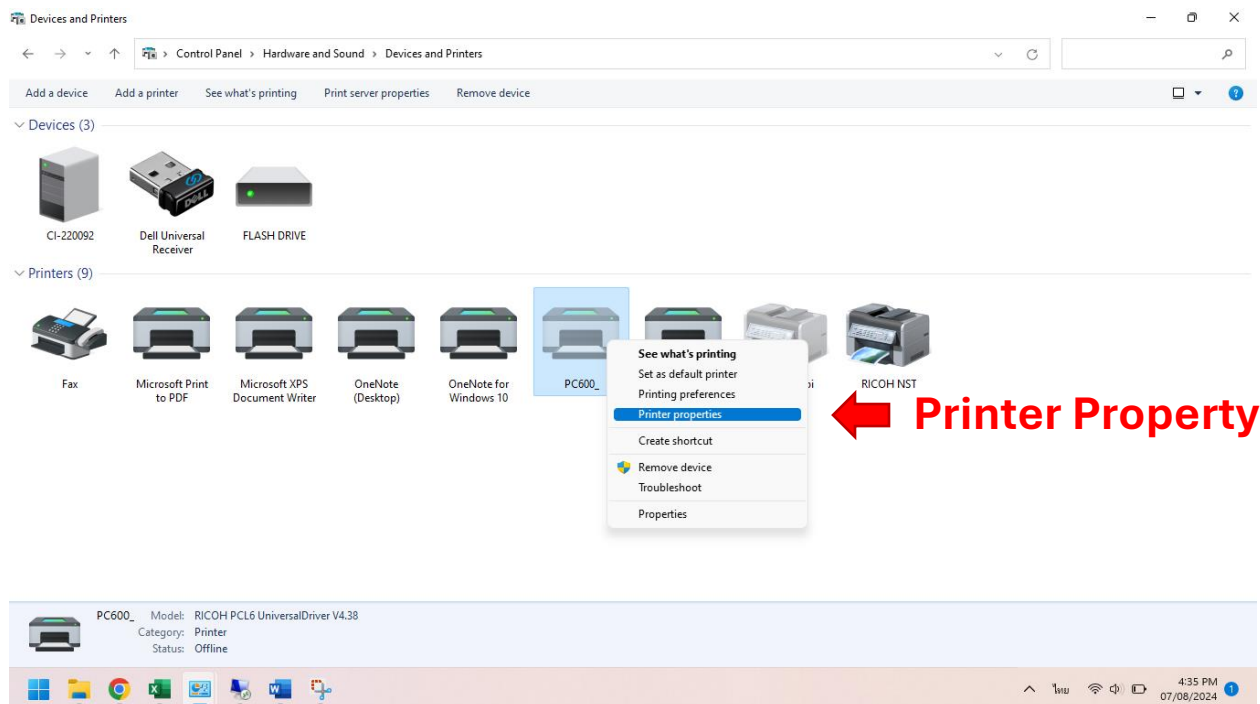 Devices and Printers
Control Panel > Hardware and Sound > Devices and Printers
Add a device Add a printer See what's printing Print server properties Remove device
Devices (3)
DELL
CI-220092 Dell Universal FLASH DRIVE
Receiver
Printers (9)
See what's printing
Set as default printer
Fax Microsoft Print Microsoft XPS OneNote OneNote for PC600_ RICOH NST
to PDF Document Writer (Desktop) Windows 10
Printing preferences
Printer properties
Printer Property
Create shortcut
Remove device
Troubleshoot
Properties
PC600_ Model: RICOH PCL6 UniversalDriver V4.38
Category: Printer
Status: Offline
ไทย 4:35 PM
07/08/2024 1